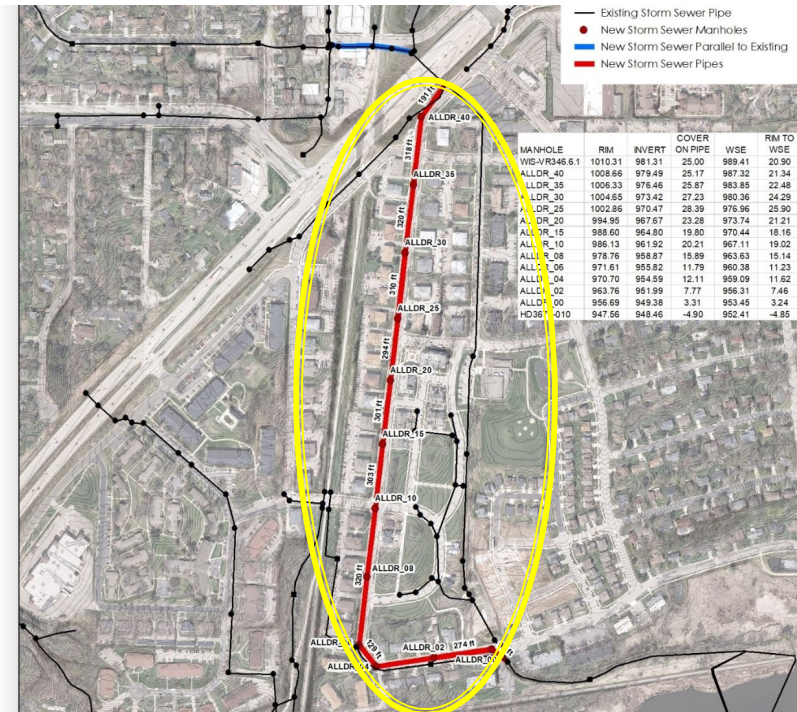 Existing Storm Sewer Pipe
New Storm Sewer Manholes
New Storm Sewer Parallel to Existing
New Storm Sewer Pipes
MANHOLE RIM INVERT COVER ON PIPE WSE RIM TO WSE
WIS-VR346.6.1 1010.31 981.31 25.00 989.41 20.90
ALLDR_40 1008.66 979.49 25.17 987.32 21.34
ALLDR_35 1006.33 976.46 25.87 983.85 22.48
ALLDR_30 1004.65 973.42 27.23 980.36 24.29
ALLDR_25 1002.86 970.47 28.39 976.96 25.90
_20 994.95 967.67 23.28 973.74 21.21
_15 988.60 964.80 19.80 970.44 18.16
_10 986.13 961.92 20.21 967.11 19.02
_08 978.76 958.87 15.89 963.63 15.14
_06 971.61 955.82 11.79 960.38 11.23
_04 970.70 954.59 12.11 959.09 11.62
_02 963.76 951.99 7.77 956.31 7.46
956.69 949.38 3.31 953.45 3.24
947.56 948.46 -4.90 952.41 -4.85
191 ft
ALLDR_40
318 ft
ALLDR_35
320 ft
ALLDR_30
310 ft
ALLDR_25
294 ft
ALLDR_20
301 ft
ALLDR_15
303 ft
ALLDR_10
ALLDR_08
320 ft
129 ft
ALLDR_02
274 ft
ft